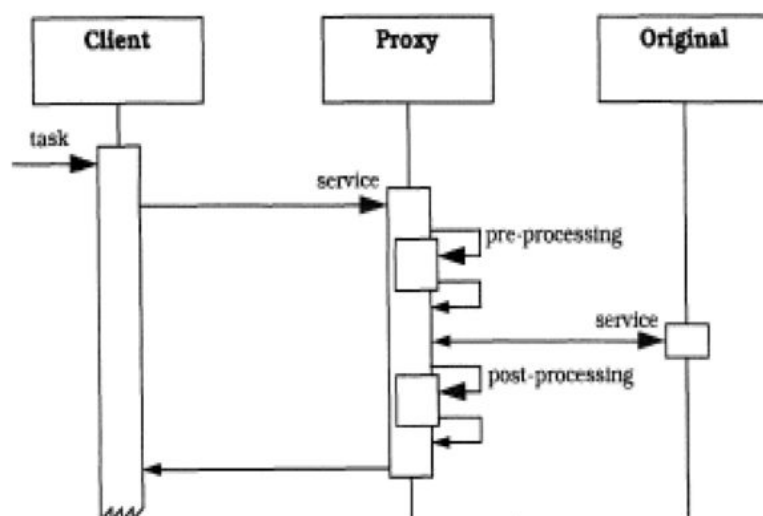 Client
Proxy
Original
task
service
pre-processing
service
post-processing